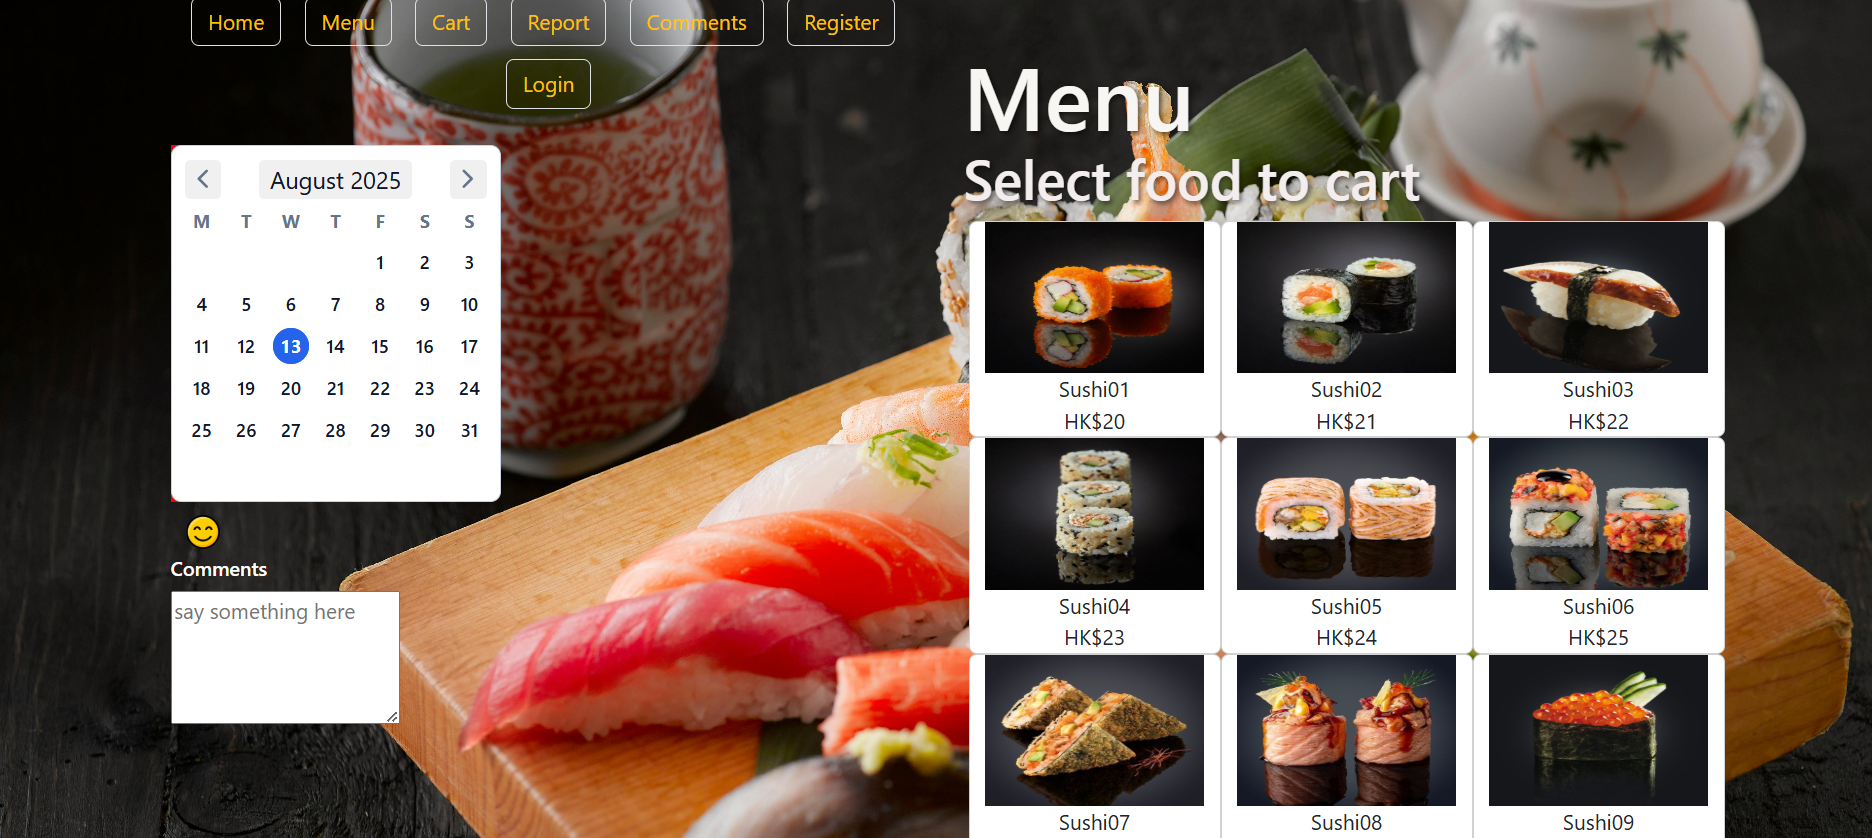 Home Menu Cart Report Comments Register
Login
August 2025
M T W T F S S
1 2 3
4 5 6 7 8 9 10
11 12 13 14 15 16 17
18 19 20 21 22 23 24
25 26 27 28 29 30 31
Comments
say something here
Menu
Select food to cart
Sushi01 Sushi02 Sushi03
HK$20 HK$21 HK$22
Sushi04 Sushi05 Sushi06
HK$23 HK$24 HK$25
Sushi07 Sushi08 Sushi09